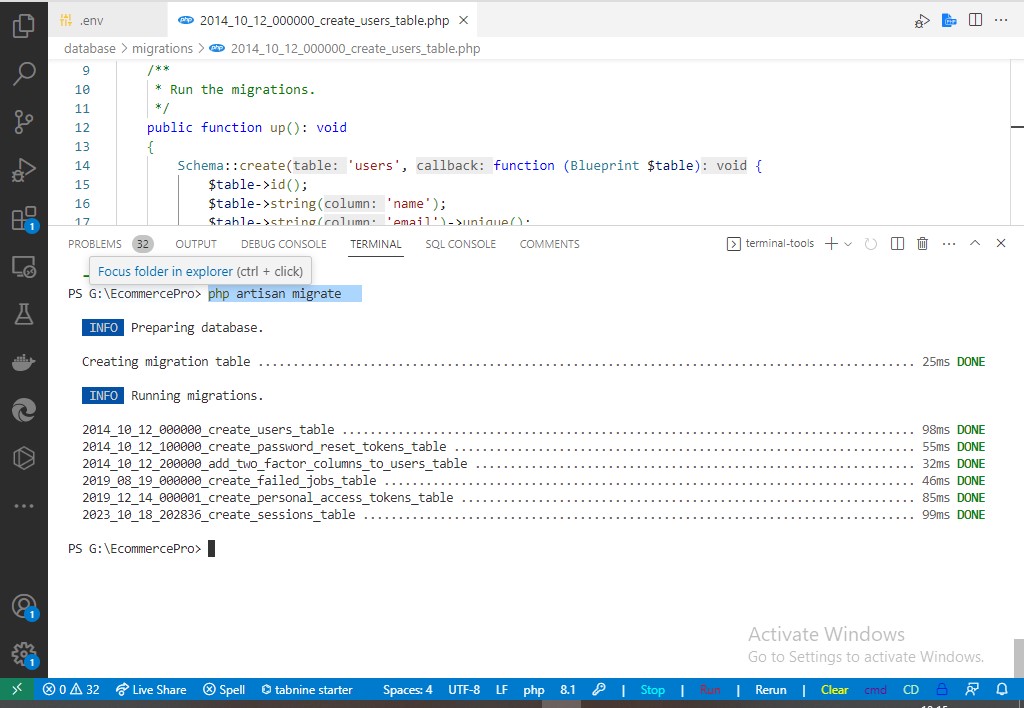 .env
2014_10_12_000000_create_users_table.php
database > migrations > 2014_10_12_000000_create_users_table.php
9 /**
10 * Run the migrations.
11 */
12 public function up(): void
13 {
14 Schema::create(table: 'users', callback: function (Blueprint $table): void {
15 $table->id();
16 $table->string(column: 'name');
17 $table->string(column: 'email')->unique();
PROBLEMS 32 OUTPUT DEBUG CONSOLE TERMINAL SQL CONSOLE COMMENTS terminal-tools
Focus folder in explorer (ctrl + click)
PS G:\EcommercePro> php artisan migrate
INFO Preparing database.
Creating migration table ........................................ 25ms DONE
INFO Running migrations.
2014_10_12_000000_create_users_table ........................................ 98ms DONE
2014_10_12_100000_create_password_reset_tokens_table ........................................ 55ms DONE
2014_10_12_200000_add_two_factor_columns_to_users_table ........................................ 32ms DONE
2019_08_19_000000_create_failed_jobs_table ........................................ 46ms DONE
2019_12_14_000001_create_personal_access_tokens_table ........................................ 85ms DONE
2023_10_18_202836_create_sessions_table ........................................ 99ms DONE
PS G:\EcommercePro>
1
1
1
Activate Windows
Go to Settings to activate Windows.
0 32 Live Share Spell tabnine starter Spaces: 4 UTF-8 LF php 8.1 | Stop | Run | Rerun | Clear cmd CD